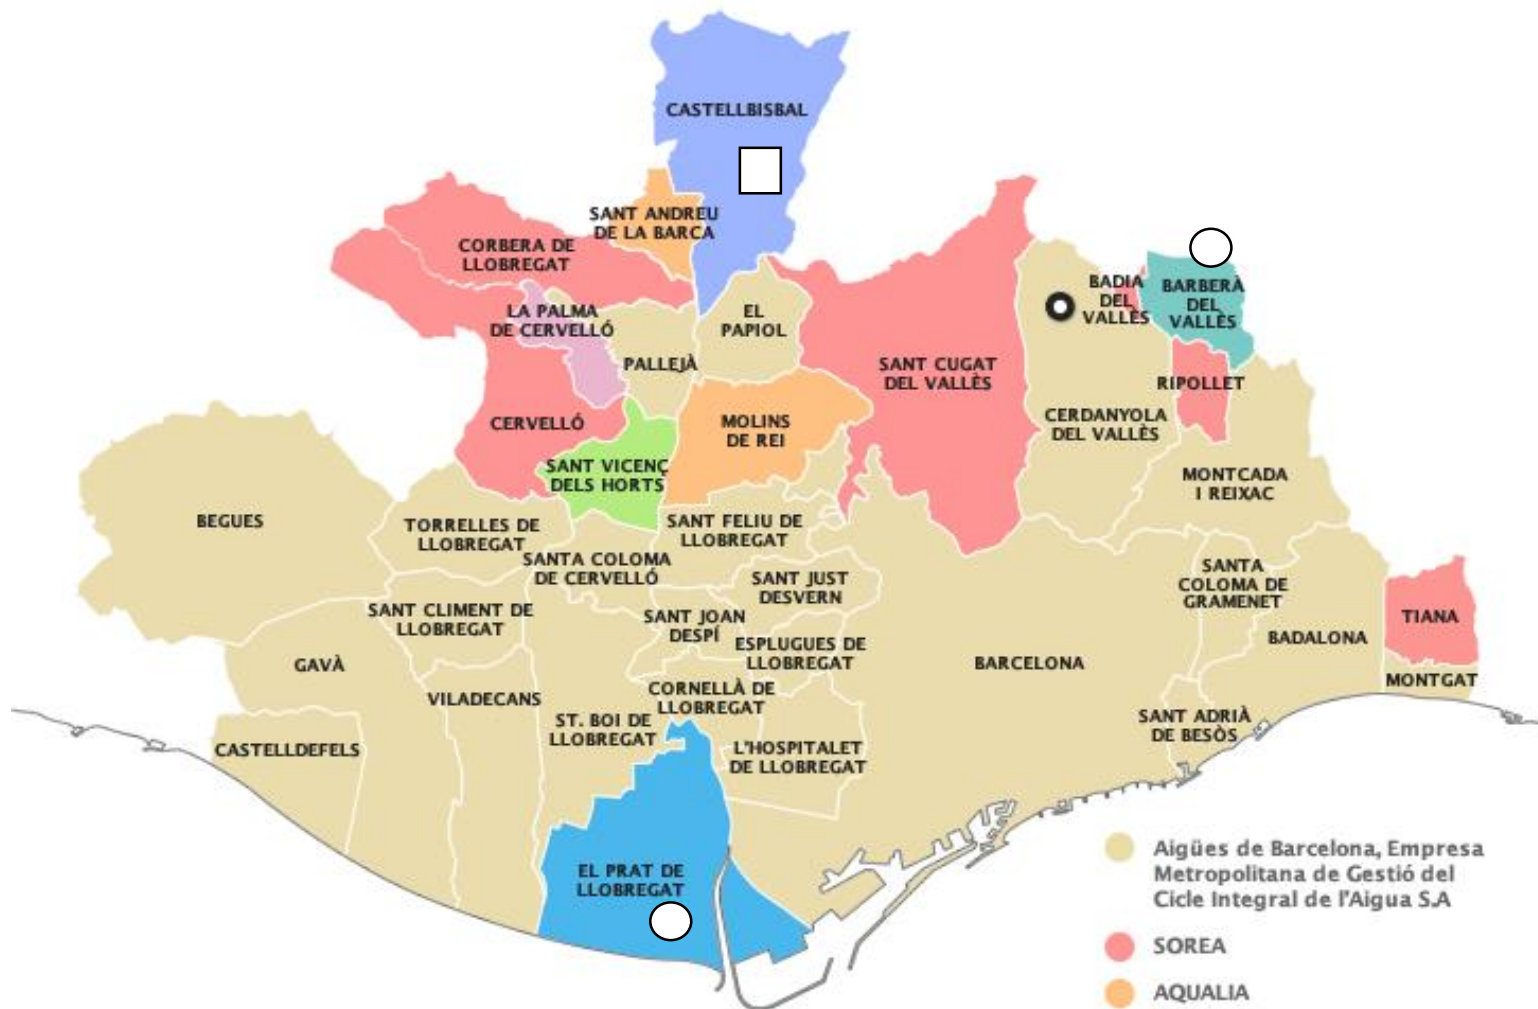 CASTELLBISBAL
SANT ANDREU
DE LA BARCA
CORBERA DE
LLOBREGAT
LA PALMA
DE CERVELLÓ
PALLEJÀ
EL
PAPIOL
SANT CUGAT
DEL VALLÈS
BADIA
DEL
VALLÈS
BARBERÀ
DEL
VALLÈS
RIPOLLET
CERDANYOLA
DEL VALLÈS
MOLINS
DE REI
CERVELLÓ
SANT VICENÇ
DELS HORTS
MONTCADA
I REIXAC
BEGUES
TORRELLES DE
LLOBREGAT
SANT FELIU DE
LLOBREGAT
SANTA COLOMA
DE CERVELLÓ
SANT JUST
DESVERN
SANTA
COLOMA DE
GRAMENET
SANT CLIMENT DE
LLOBREGAT
SANT JOAN
DESPÍ
ESPLUGUES DE
LLOBREGAT
BADALONA
TIANA
GAVÀ
BARCELONA
MONTGAT
VILADECANS
CORNELLÀ DE
LLOBREGAT
ST. BOI DE
LLOBREGAT
SANT ADRIÀ
DE BESÒS
CASTELLDEFELS
L'HOSPITALET
DE LLOBREGAT
EL PRAT DE
LLOBREGAT
Aigües de Barcelona, Empresa
Metropolitana de Gestió del
Cicle Integral de l'Aigua S.A
SOREA
AQUALIA